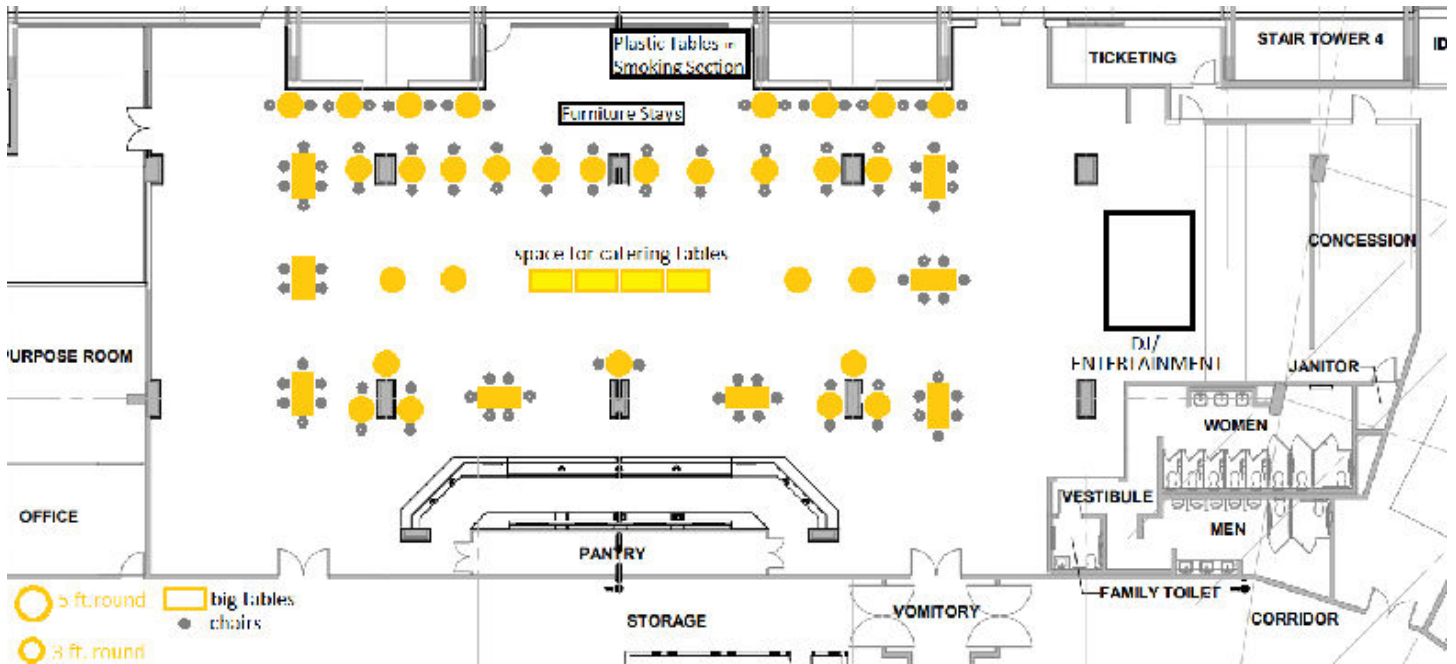 Plastic Tables in
Smoking Section
STAIR TOWER 4
ID
TICKETING
Furniture Stays
CONCESSION
space for catering tables
DJ/
ENTERTAINMENT
PURPOSE ROOM
JANITOR
WOMEN
VESTIBULE
OFFICE
MEN
PANTRY
5 ft.round
big tables
chairs
STORAGE
VOMITORY
FAMILY TOILET
CORRIDOR
3 ft. round